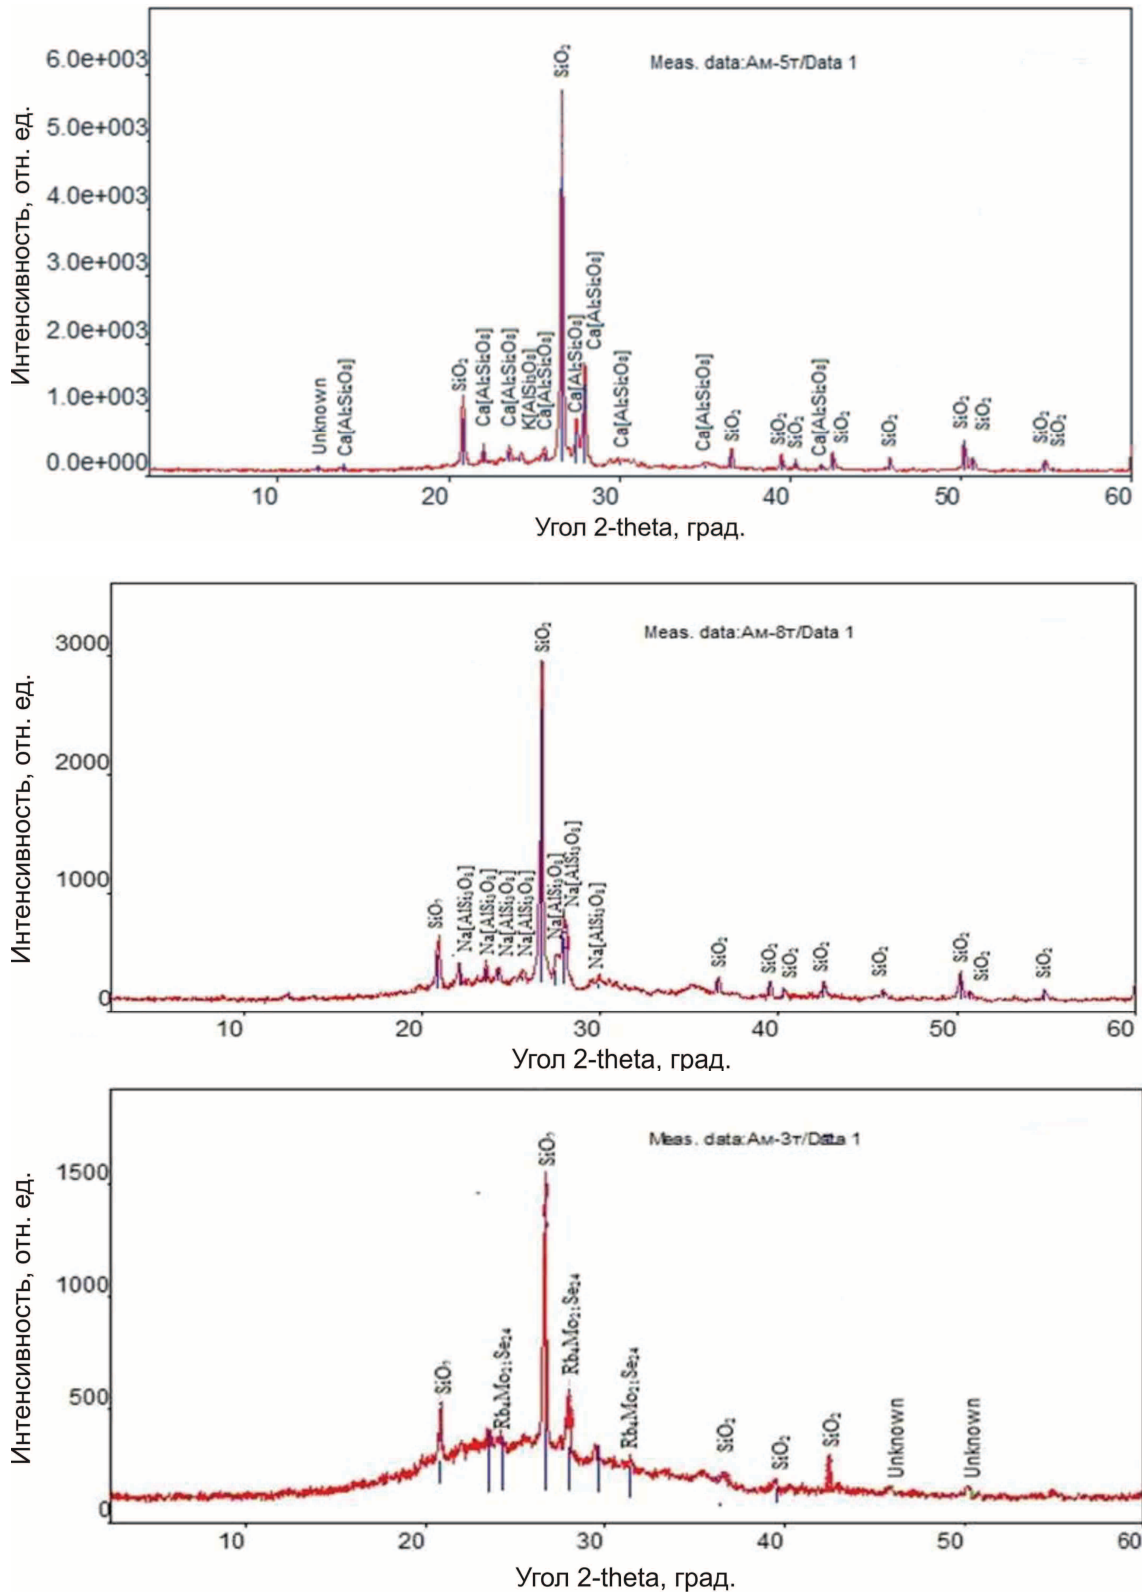 Интенсивность, отн. ед.
6.0e+003
5.0e+003
4.0e+003
3.0e+003
2.0e+003
1.0e+003
0.0e+000
Meas. data:Ам-5т/Data 1
Unknown
Ca[Al2Si2O8]
SiO2
Ca[Al2Si2O8]
Ca[Al2Si2O8]
K[AlSi3O8]
Ca[Al2Si2O8]
SiO2
Ca[Al2Si2O8]
Ca[Al2Si2O8]
Ca[Al2Si2O8]
Ca[Al2Si2O8]
SiO2
SiO2
SiO2
Ca[Al2Si2O8]
SiO2
SiO2
SiO2
SiO2
SiO2
SiO2
10 20 30 40 50 60
Угол 2-theta, град.
Интенсивность, отн. ед.
3000
2000
1000
0
Meas. data:Ам-8т/Data 1
SiO2
Na[AlSi3O8]
Na[AlSi3O8]
Na[AlSi3O8]
Na[AlSi3O8]
SiO2
Na[AlSi3O8]
Na[AlSi3O8]
Na[AlSi3O8]
SiO2
SiO2
SiO2
SiO2
SiO2
SiO2
SiO2
SiO2
10 20 30 40 50 60
Угол 2-theta, град.
Интенсивность, отн. ед.
1500
1000
500
0
Meas. data:Ам-3т/Data 1
SiO2
Rb4Mo21Se24
SiO2
Rb4Mo21Se24
Rb4Mo21Se24
SiO2
SiO2
SiO2
Unknown
Unknown
10 20 30 40 50 60
Угол 2-theta, град.